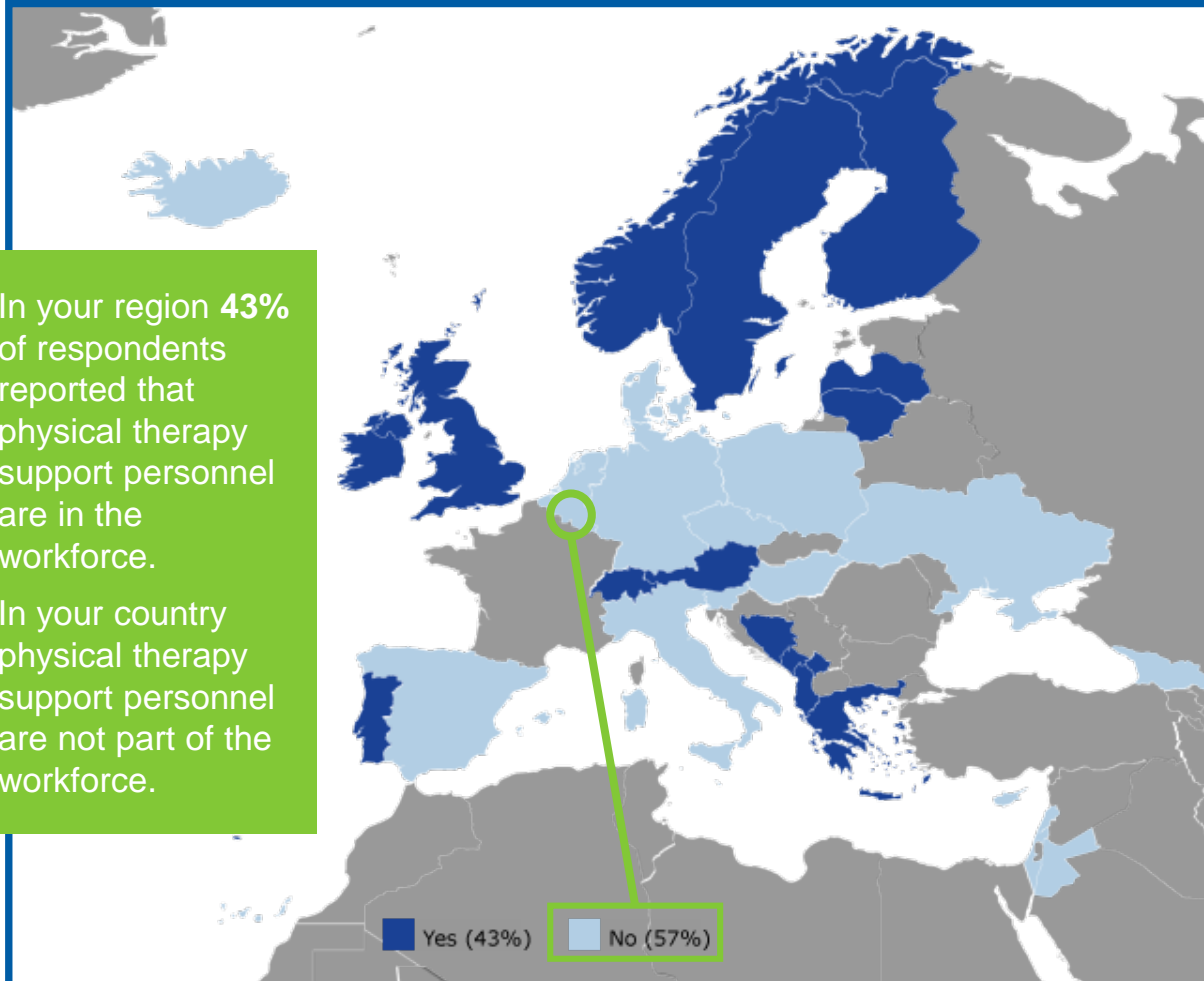 In your region 43%
of respondents
reported that
physical therapy
support personnel
are in the
workforce.
In your country
physical therapy
support personnel
are not part of the
workforce.
Yes (43%)
No (57%)